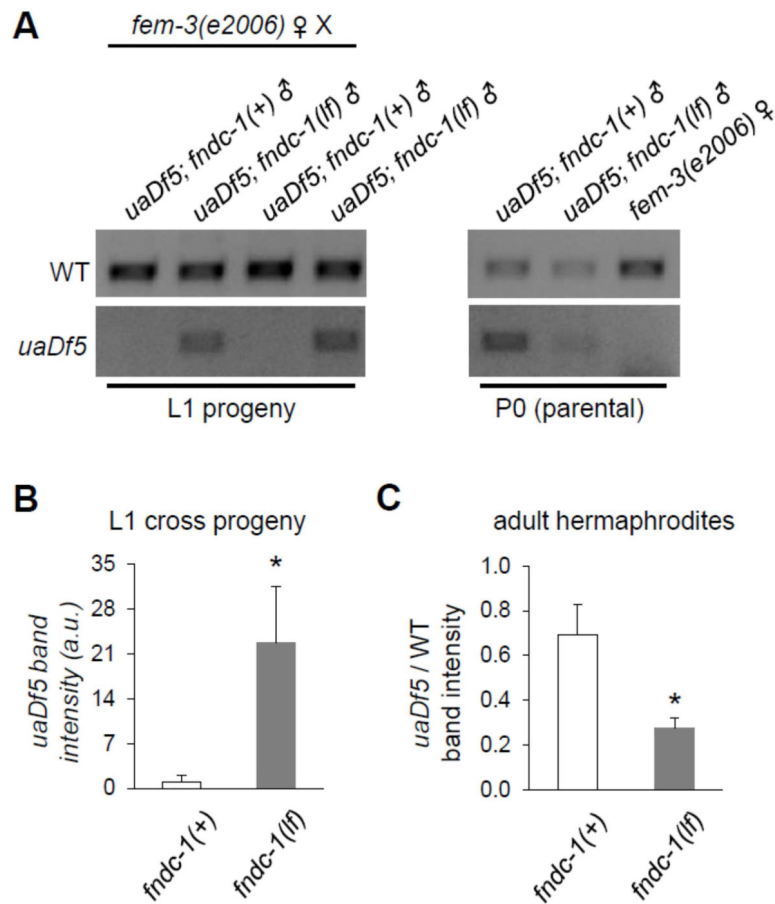 A
fem-3(e2006) ♀ X
uaDf5; fndc-1(+) ♂
uaDf5; fndc-1(lf) ♂
uaDf5; fndc-1(+) ♂
uaDf5; fndc-1(lf) ♂
uaDf5; fndc-1(+) ♂
uaDf5; fndc-1(lf) ♂
fem-3(e2006) ♀
WT
uaDf5
L1 progeny
P0 (parental)
B
L1 cross progeny
uaDf5 band
intensity (a.u.)
35
28
21
14
7
0
*
fndc-1(+)
fndc-1(lf)
C
adult hermaphrodites
uaDf5 / WT
band intensity
1.0
0.8
0.6
0.4
0.2
0.0
*
fndc-1(+)
fndc-1(lf)